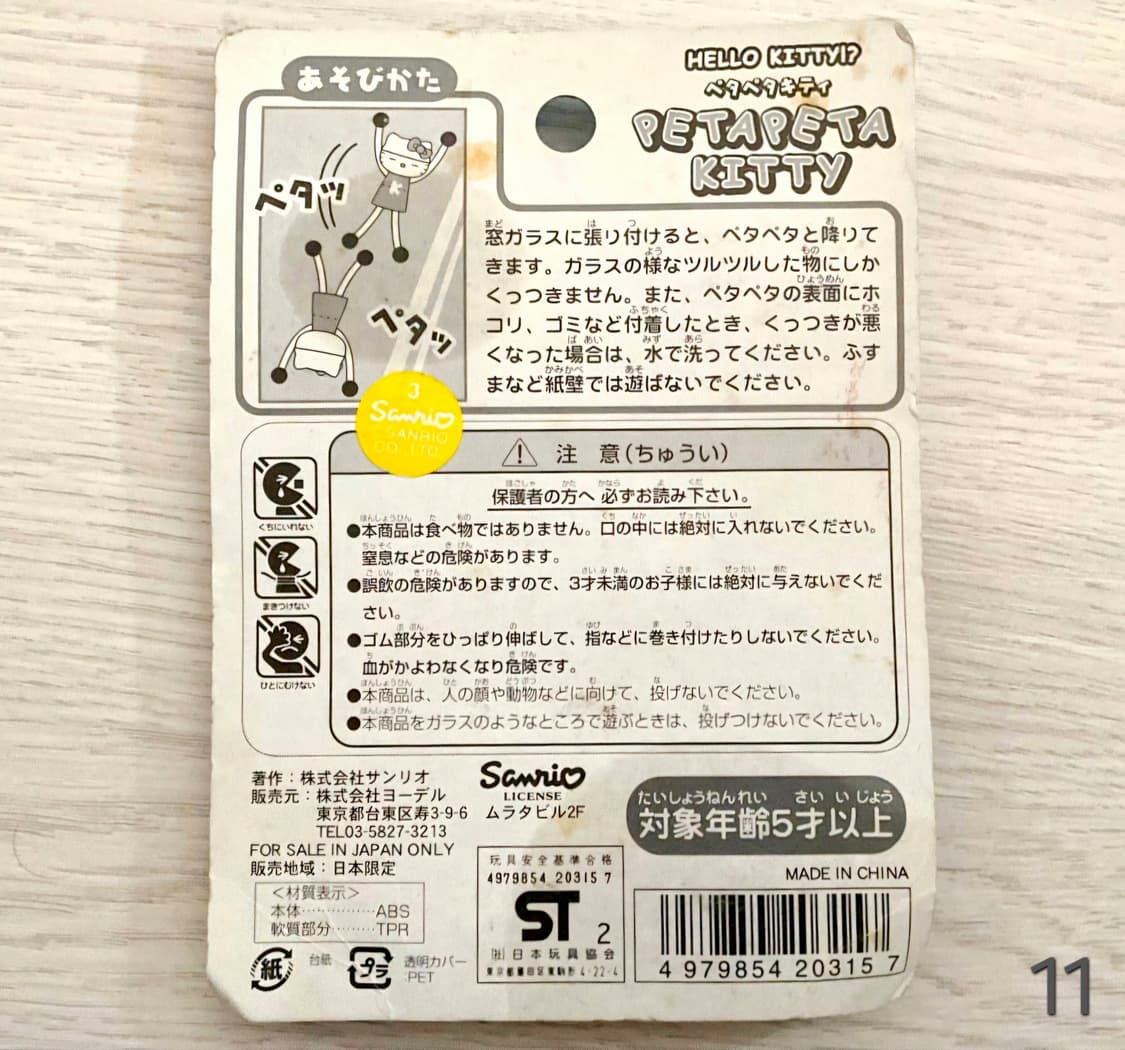 あそびかた
ペタッ
ペタッ
K
HELLO KITTY!?
ペタペタキティ
PETAPETA
KITTY
窓ガラスに張り付けると、ペタペタと降りて
きます。ガラスの様なツルツルした物にしか
くっつきません。また、ペタペタの表面にホ
コリ、ゴミなど付着したとき、くっつきが悪
くなった場合は、水で洗ってください。ふす
まなど紙壁では遊ばないでください。
J
Sanrio
SANRIO
CO., LTD.
注 意(ちゅうい)
保護者の方へ 必ずお読み下さい。
●本商品は食べ物ではありません。口の中には絶対に入れないでください。
窒息などの危険があります。
●誤飲の危険がありますので、3才未満のお子様には絶対に与えないでくだ
さい。
●ゴム部分をひっぱり伸ばして、指などに巻き付けたりしないでください。
血がかよわなくなり危険です。
●本商品は、人の顔や動物などに向けて、投げないでください。
●本商品をガラスのようなところで遊ぶときは、投げつけないでください。
くちにいれない
まきつけない
ひとにむけない
著作:株式会社サンリオ
販売元:株式会社ヨーデル
東京都台東区寿3-9-6
ムラタビル2F
TEL03-5827-3213
FOR SALE IN JAPAN ONLY
販売地域:日本限定
Sanrio
LICENSE
たいしょうねんれい さい いじょう
対象年齢5才以上
<材質表示>
本体……………ABS
軟質部分………TPR
紙
台紙
プラ
透明カバー
PET
玩具安全基準合格
4979854 20315 7
ST
2
(社)日本玩具協会
東京都墨田区東駒形4-22-4
MADE IN CHINA
4 979854 20315 7
11